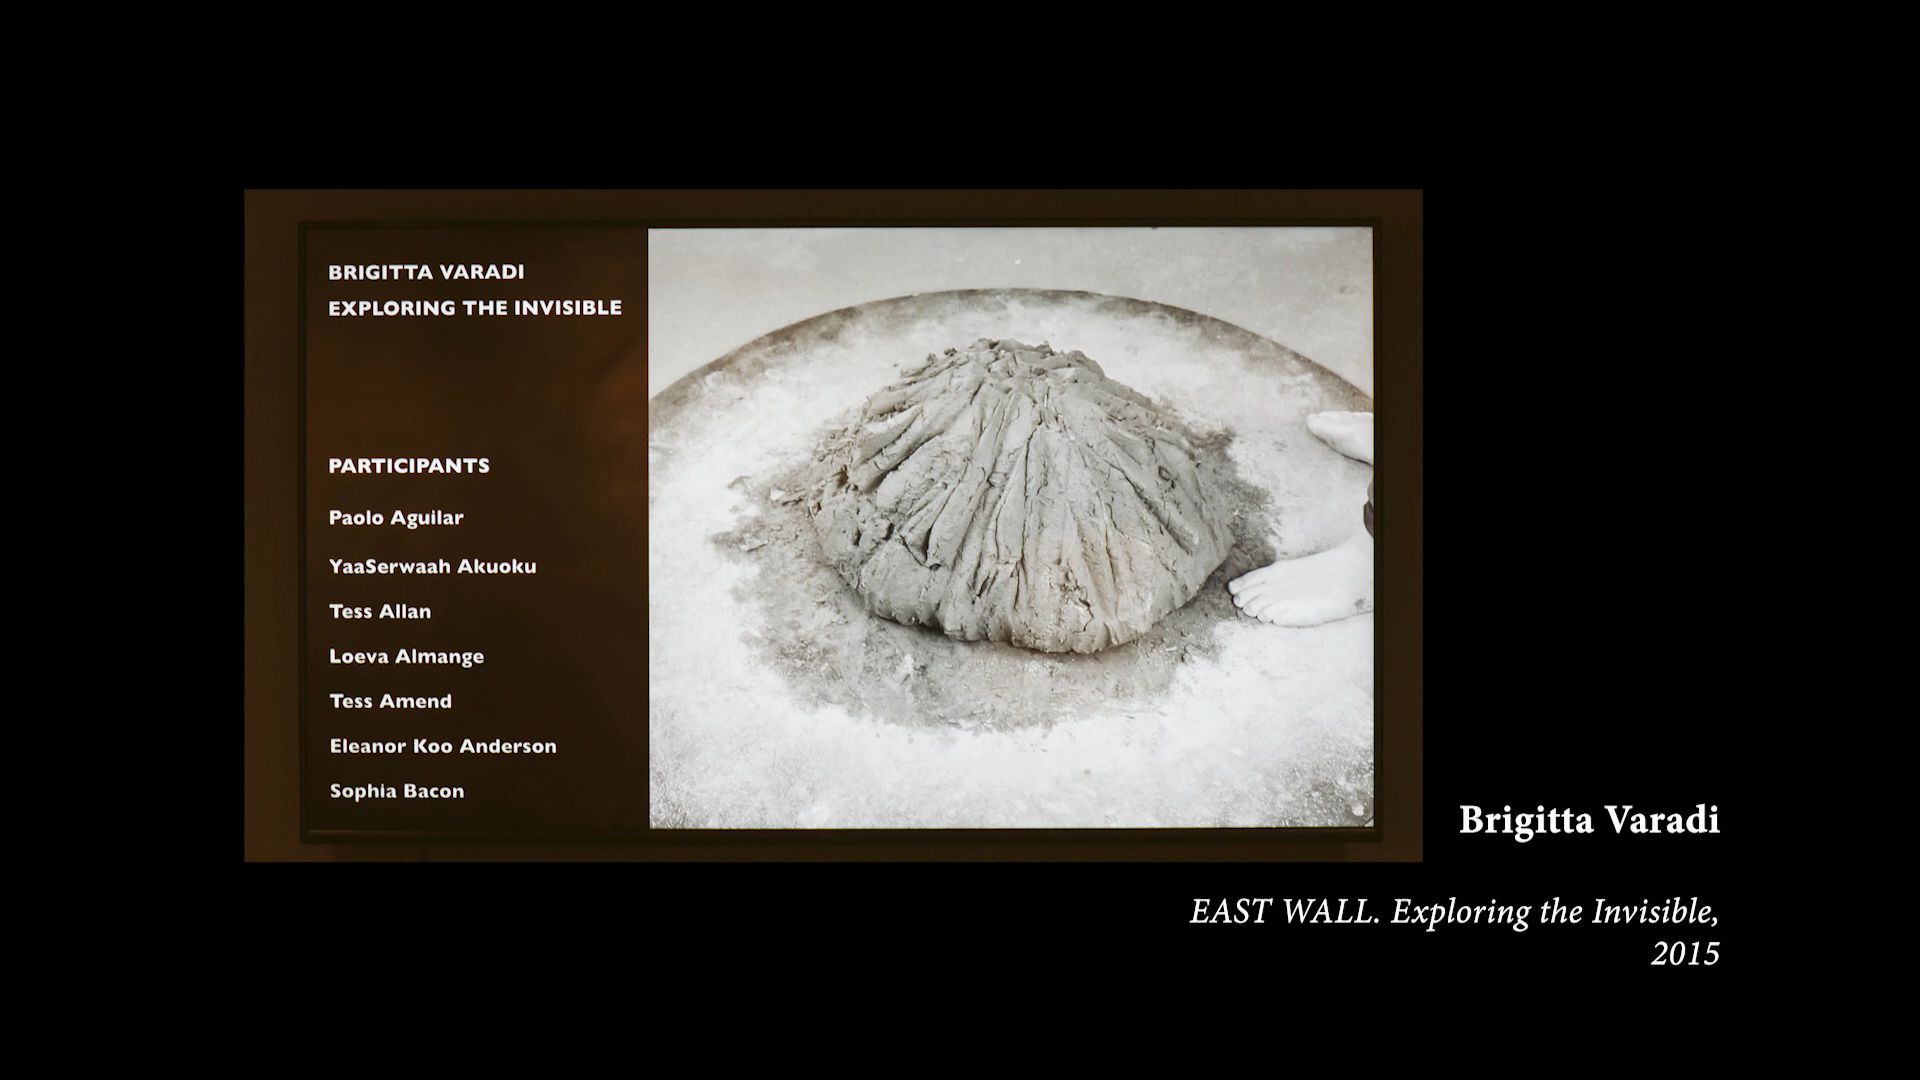 BRIGITTA VARADI
EXPLORING THE INVISIBLE
PARTICIPANTS
Paolo Aguilar
YaaSerwaah Akuoku
Tess Allan
Loeva Almange
Tess Amend
Eleanor Koo Anderson
Sophia Bacon
Brigitta Varadi
EAST WALL. Exploring the Invisible,
2015